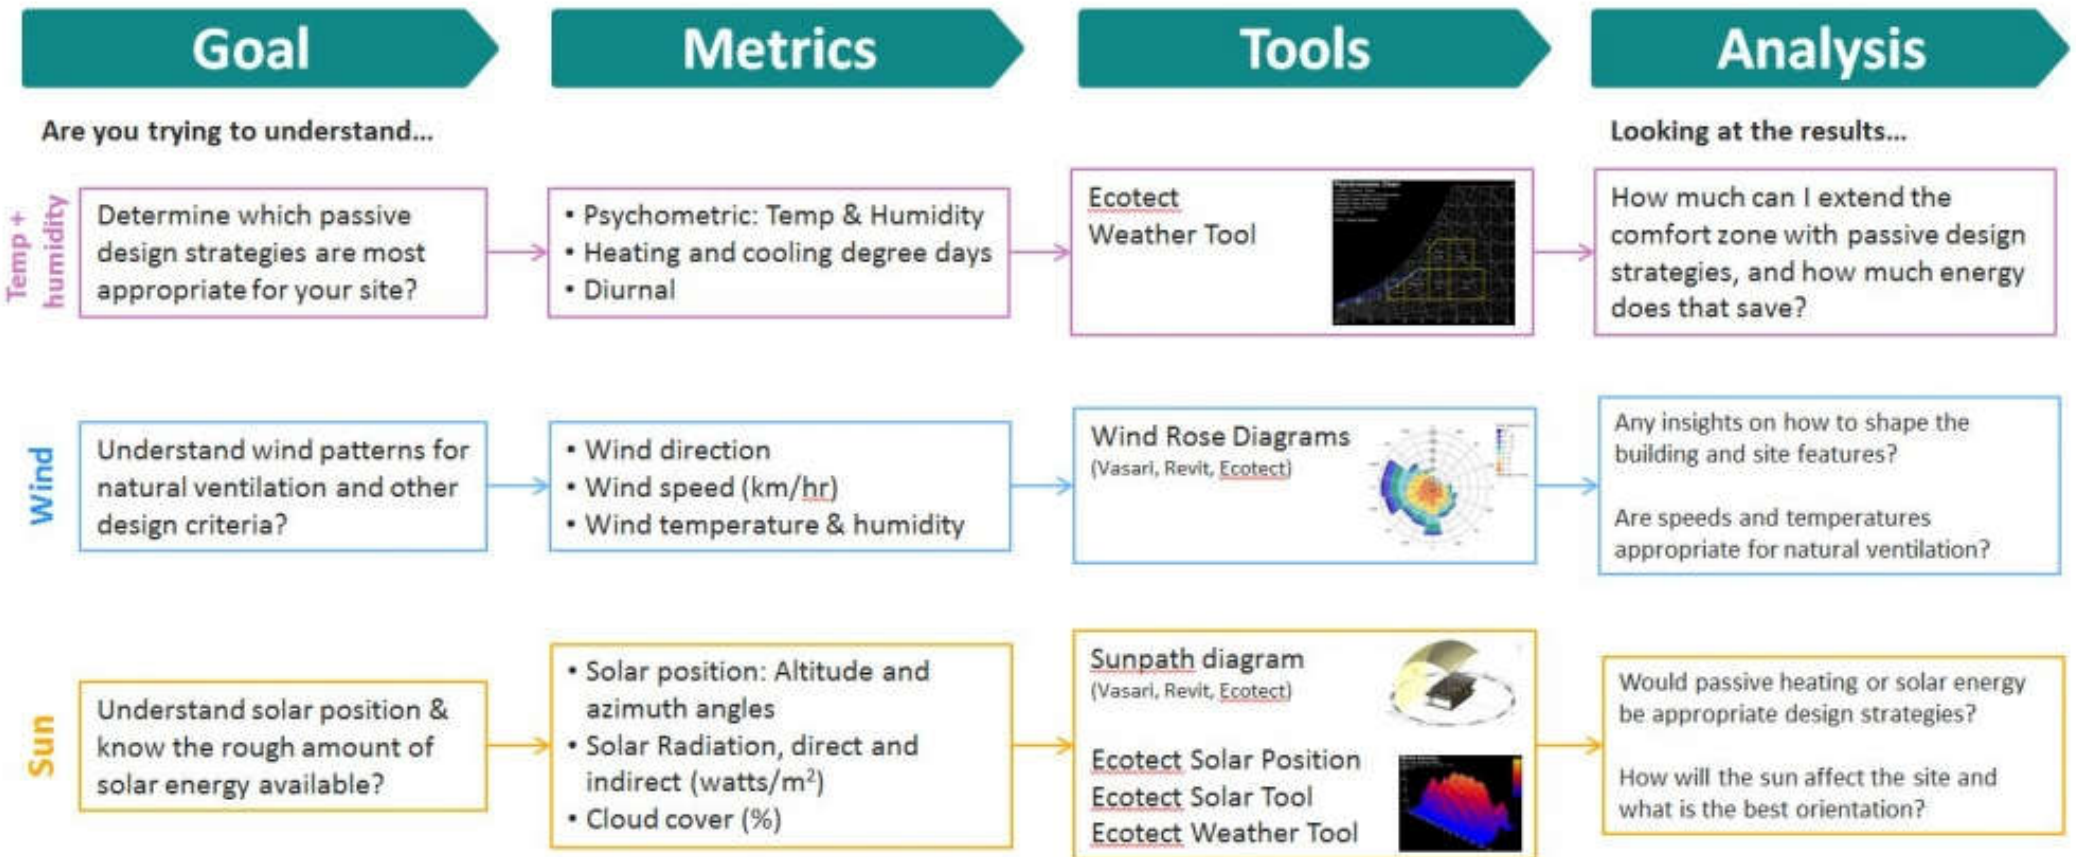 Goal
Metrics
Tools
Analysis
Are you trying to understand...
Looking at the results...
Temp +
humidity
Determine which passive
design strategies are most
appropriate for your site?
• Psychometric: Temp & Humidity
• Heating and cooling degree days
• Diurnal
Ecotect
Weather Tool
How much can I extend the
comfort zone with passive design
strategies, and how much energy
does that save?
Wind
Understand wind patterns for
natural ventilation and other
design criteria?
• Wind direction
• Wind speed (km/hr)
• Wind temperature & humidity
Wind Rose Diagrams
(Vasari, Revit, Ecotect)
Any insights on how to shape the
building and site features?
Are speeds and temperatures
appropriate for natural ventilation?
Sun
Understand solar position &
know the rough amount of
solar energy available?
• Solar position: Altitude and
azimuth angles
• Solar Radiation, direct and
indirect (watts/m²)
• Cloud cover (%)
Sunpath diagram
(Vasari, Revit, Ecotect)
Ecotect Solar Position
Ecotect Solar Tool
Ecotect Weather Tool
Would passive heating or solar energy
be appropriate design strategies?
How will the sun affect the site and
what is the best orientation?